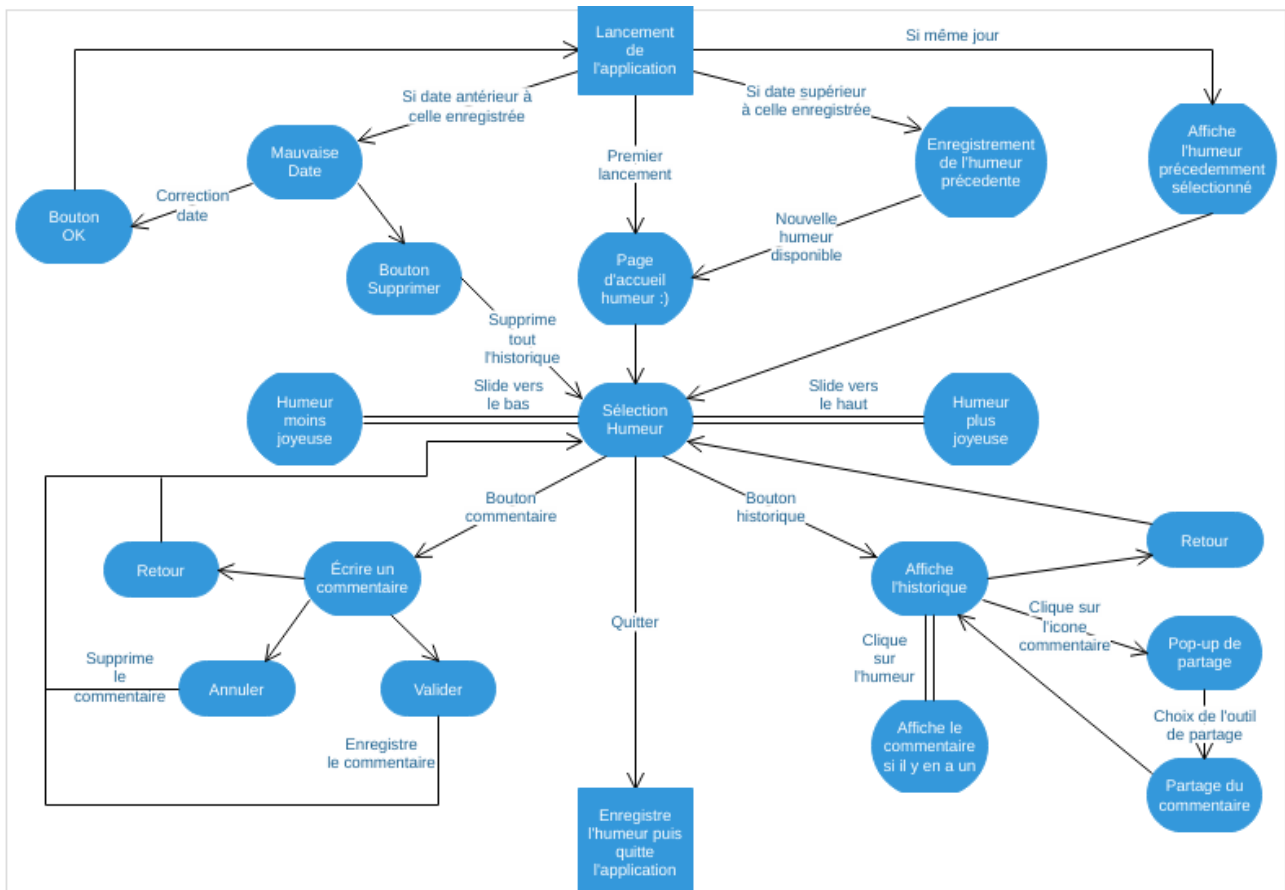 Lancement
de
l'application
Si même jour
Si date antérieur à
celle enregistrée
Si date supérieur
à celle enregistrée
Mauvaise
Date
Premier
lancement
Enregistrement
de l'humeur
précedente
Affiche
l'humeur
précedemment
sélectionné
Correction
date
Bouton
OK
Nouvelle
humeur
disponible
Bouton
Supprimer
Page
d'accueil
humeur :)
Supprime
tout
l'historique
Humeur
moins
joyeuse
Slide vers
le bas
Sélection
Humeur
Slide vers
le haut
Humeur
plus
joyeuse
Bouton
commentaire
Bouton
historique
Retour
Écrire un
commentaire
Affiche
l'historique
Retour
Quitter
Clique sur
l'icone
commentaire
Clique
sur
l'humeur
Pop-up de
partage
Supprime
le
commentaire
Annuler
Valider
Choix de l'outil
de partage
Enregistre
le commentaire
Affiche le
commentaire
si il y en a un
Partage du
commentaire
Enregistre
l'humeur puis
quitte
l'application